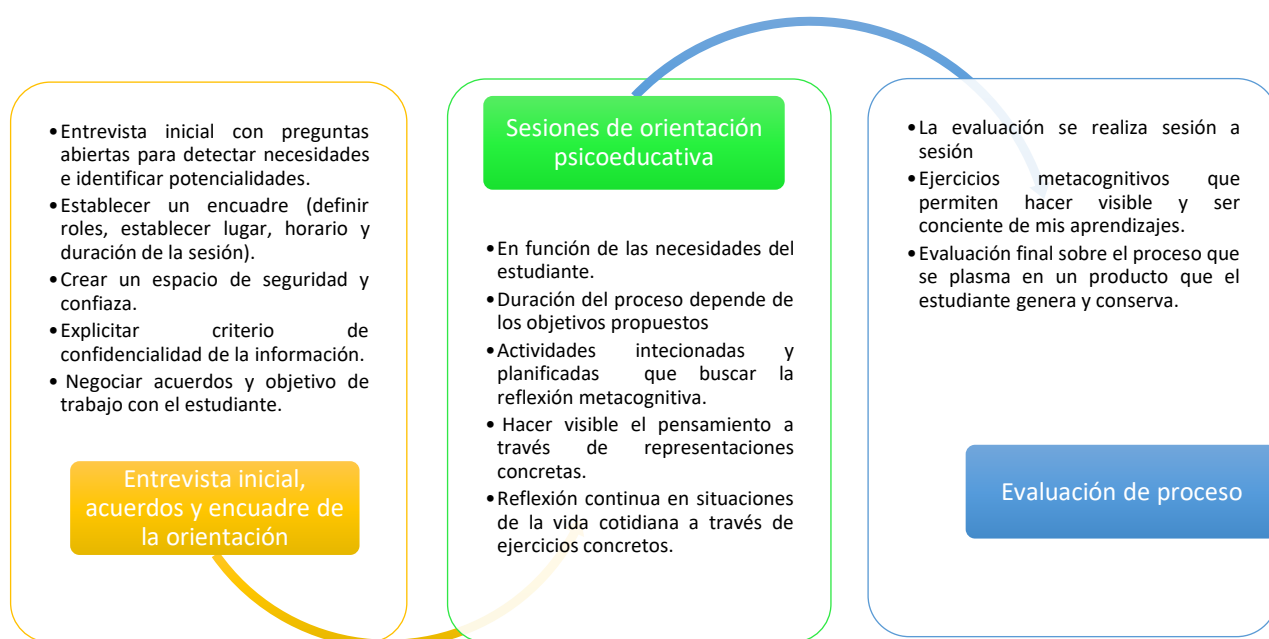 •Entrevista inicial con preguntas
abiertas para detectar necesidades
e identificar potencialidades.
•Establecer un encuadre (definir
roles, establecer lugar, horario y
duración de la sesión).
•Crear un espacio de seguridad y
confiaza.
•Explicitar criterio de
confidencialidad de la información.
• Negociar acuerdos y objetivo de
trabajo con el estudiante.
Entrevista inicial,
acuerdos y encuadre de
la orientación
Sesiones de orientación
psicoeducativa
•En función de las necesidades del
estudiante.
•Duración del proceso depende de
los objetivos propuestos
•Actividades intecionadas y
planificadas que buscar la
reflexión metacognitiva.
• Hacer visible el pensamiento a
través de representaciones
concretas.
•Reflexión continua en situaciones
de la vida cotidiana a través de
ejercicios concretos.
•La evaluación se realiza sesión a
sesión
•Ejercicios metacognitivos que
permiten hacer visible y ser
conciente de mis aprendizajes.
•Evaluación final sobre el proceso que
se plasma en un producto que el
estudiante genera y conserva.
Evaluación de proceso